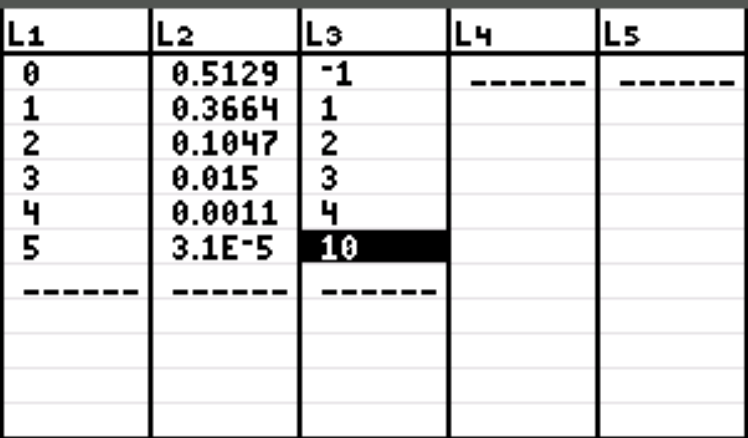 L1 L2 L3 L4 L5
0 0.5129 -1 ------ ------
1 0.3664 1
2 0.1047 2
3 0.015 3
4 0.0011 4
5 3.1E-5 10
------ ------ ------